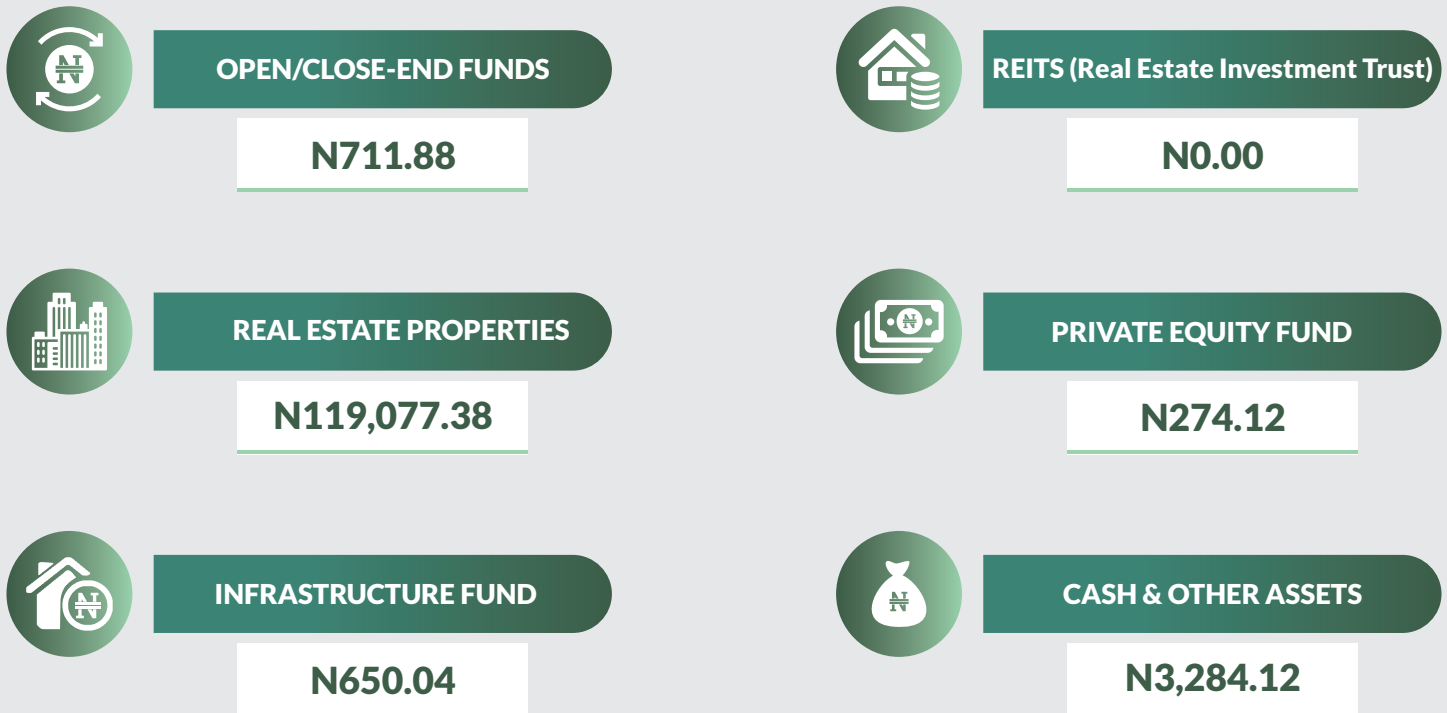 OPEN/CLOSE-END FUNDS
N711.88
REITS (Real Estate Investment Trust)
N0.00
REAL ESTATE PROPERTIES
N119,077.38
PRIVATE EQUITY FUND
N274.12
INFRASTRUCTURE FUND
N650.04
CASH & OTHER ASSETS
N3,284.12